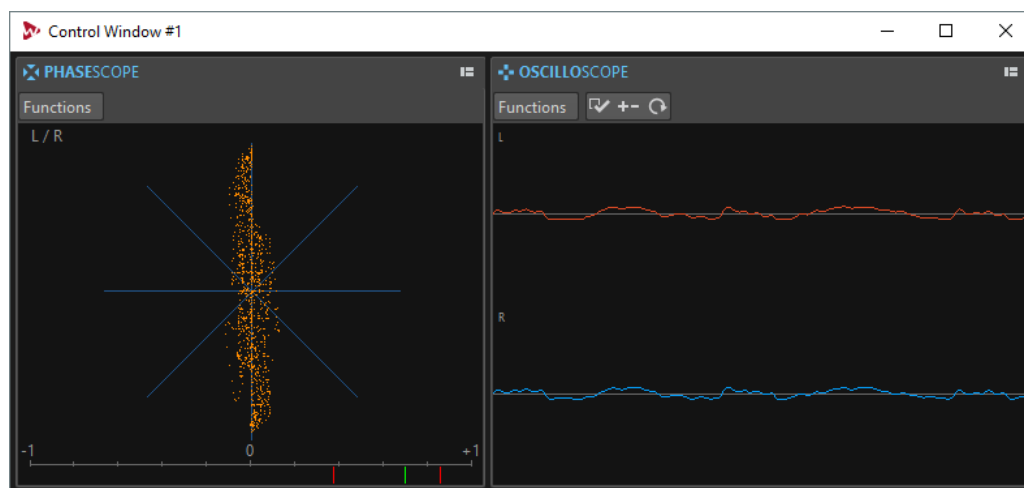 Control Window #1
PHASESCOPE
Functions
L / R
-1
0
+1
OSCILLOSCOPE
Functions
L
R